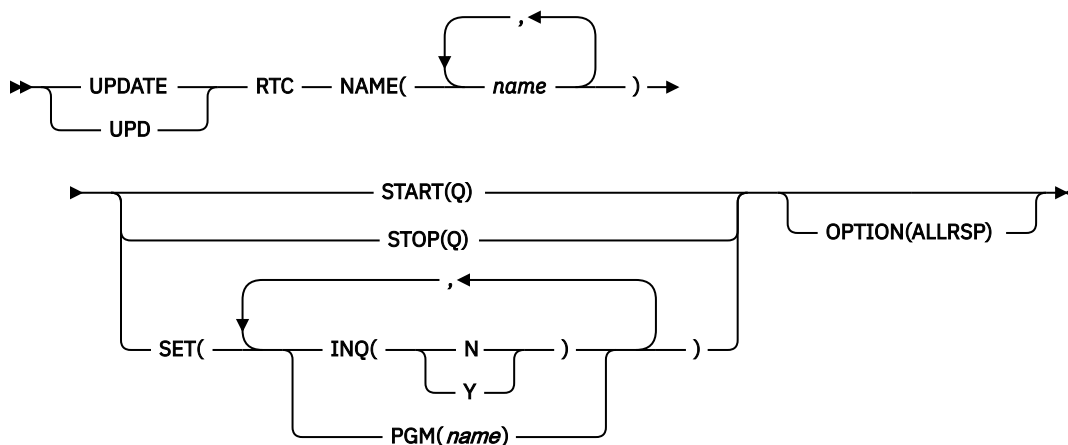 ,
UPDATE RTC NAME( name )
UPD
START(Q)
STOP(Q) OPTION(ALLRSP)
,
SET( INQ( N ) )
Y
PGM(name)